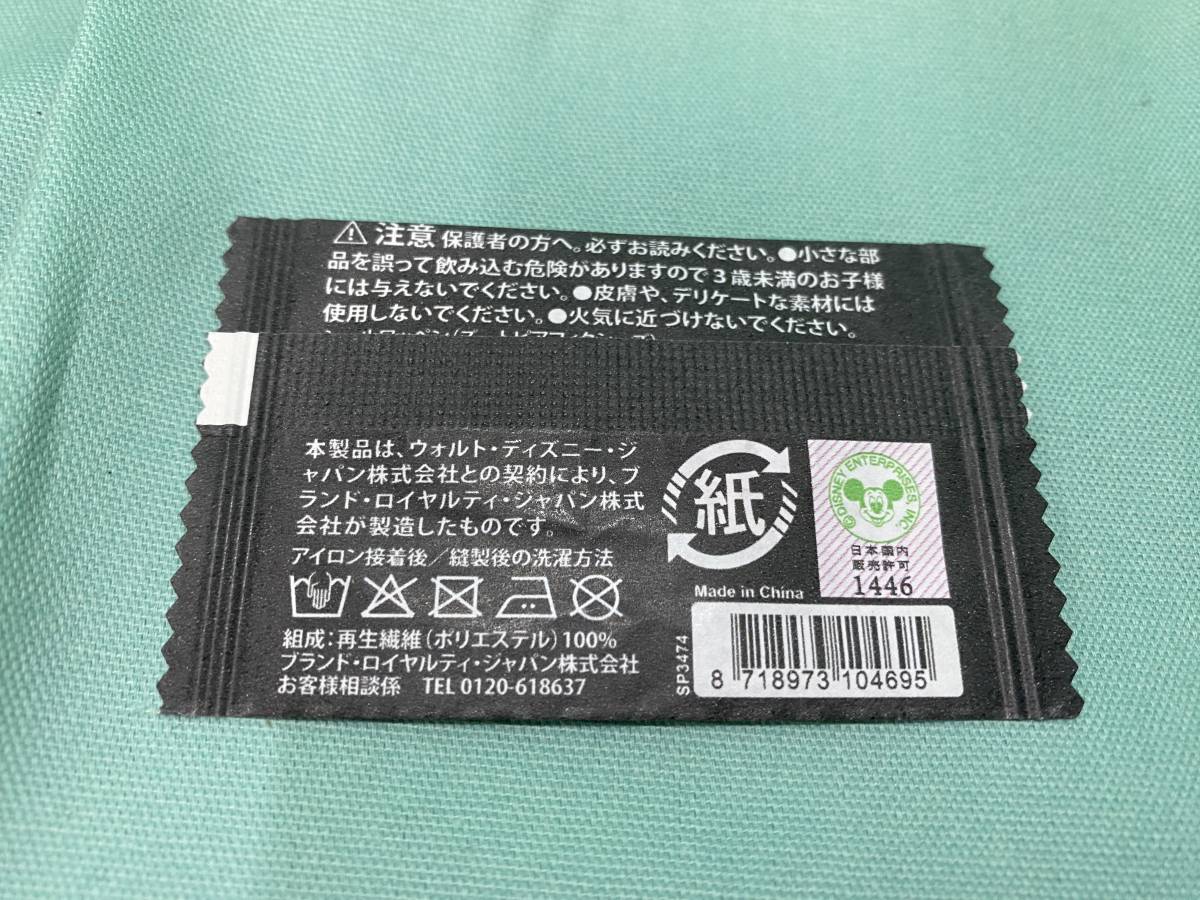 注意 保護者の方へ。必ずお読みください。●小さな部
品を誤って飲み込む危険がありますので3歳未満のお子様
には与えないでください。●皮膚や、デリケートな素材には
使用しないでください。●火気に近づけないでください。
本製品は、ウォルト・ディズニー・ジ
ャパン株式会社との契約により、ブ
ランド・ロイヤルティ・ジャパン株式
会社が製造したものです。
アイロン接着後/縫製後の洗濯方法
組成:再生繊維(ポリエステル)100%
ブランド・ロイヤルティ・ジャパン株式会社
お客様相談係 TEL 0120-618637
紙
Made in China
©DISNEY ENTERPRISES, INC.
日本国内
販売許可
1446
SP3474
8 718973 104695